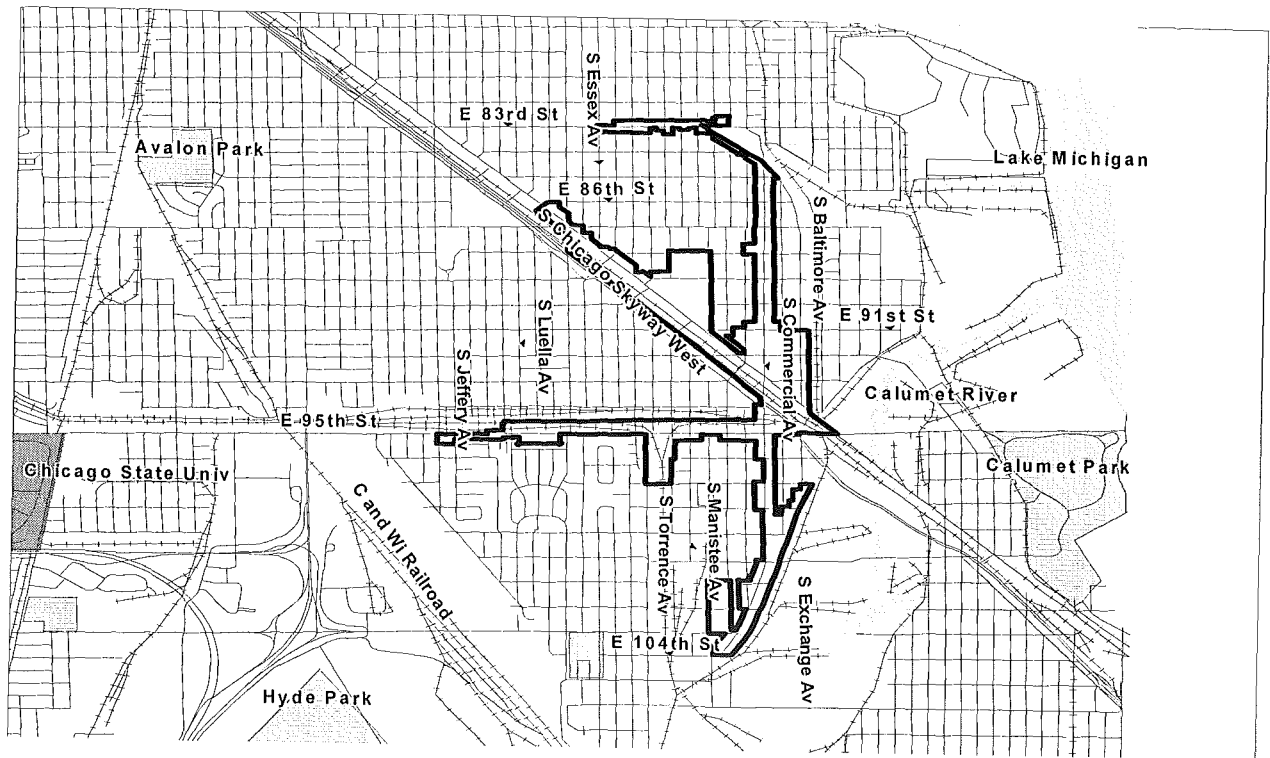 S Essex Av
E 83rd St
Avalon Park
Lake Michigan
E 86th St
S Baltimore Av
S Chicago Skyway West
S Luella Av
S Commercial Av
E 91st St
S Jeffery Av
Calumet River
E 95th St
Chicago State Univ
Calumet Park
C and Wi Railroad
S Torrence Av
S Manistee Av
S Exchange Av
E 104th St
Hyde Park